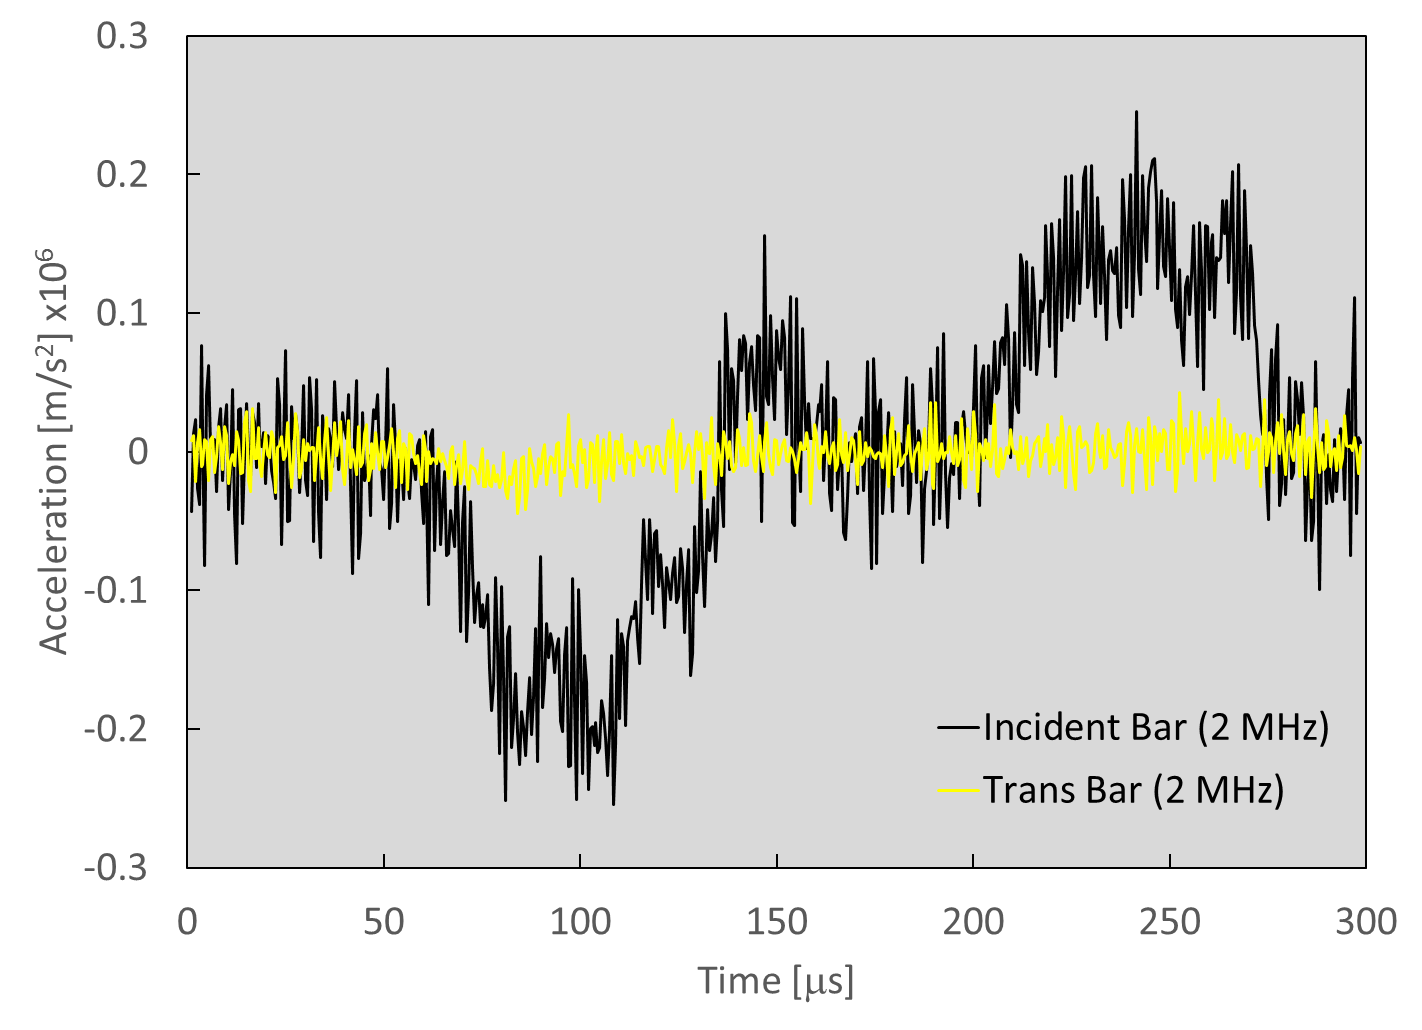 0.3
0.2
0.1
0
-0.1
-0.2
-0.3
Acceleration [m/s²] x10⁶
Incident Bar (2 MHz)
Trans Bar (2 MHz)
0 50 100 150 200 250 300
Time [μs]